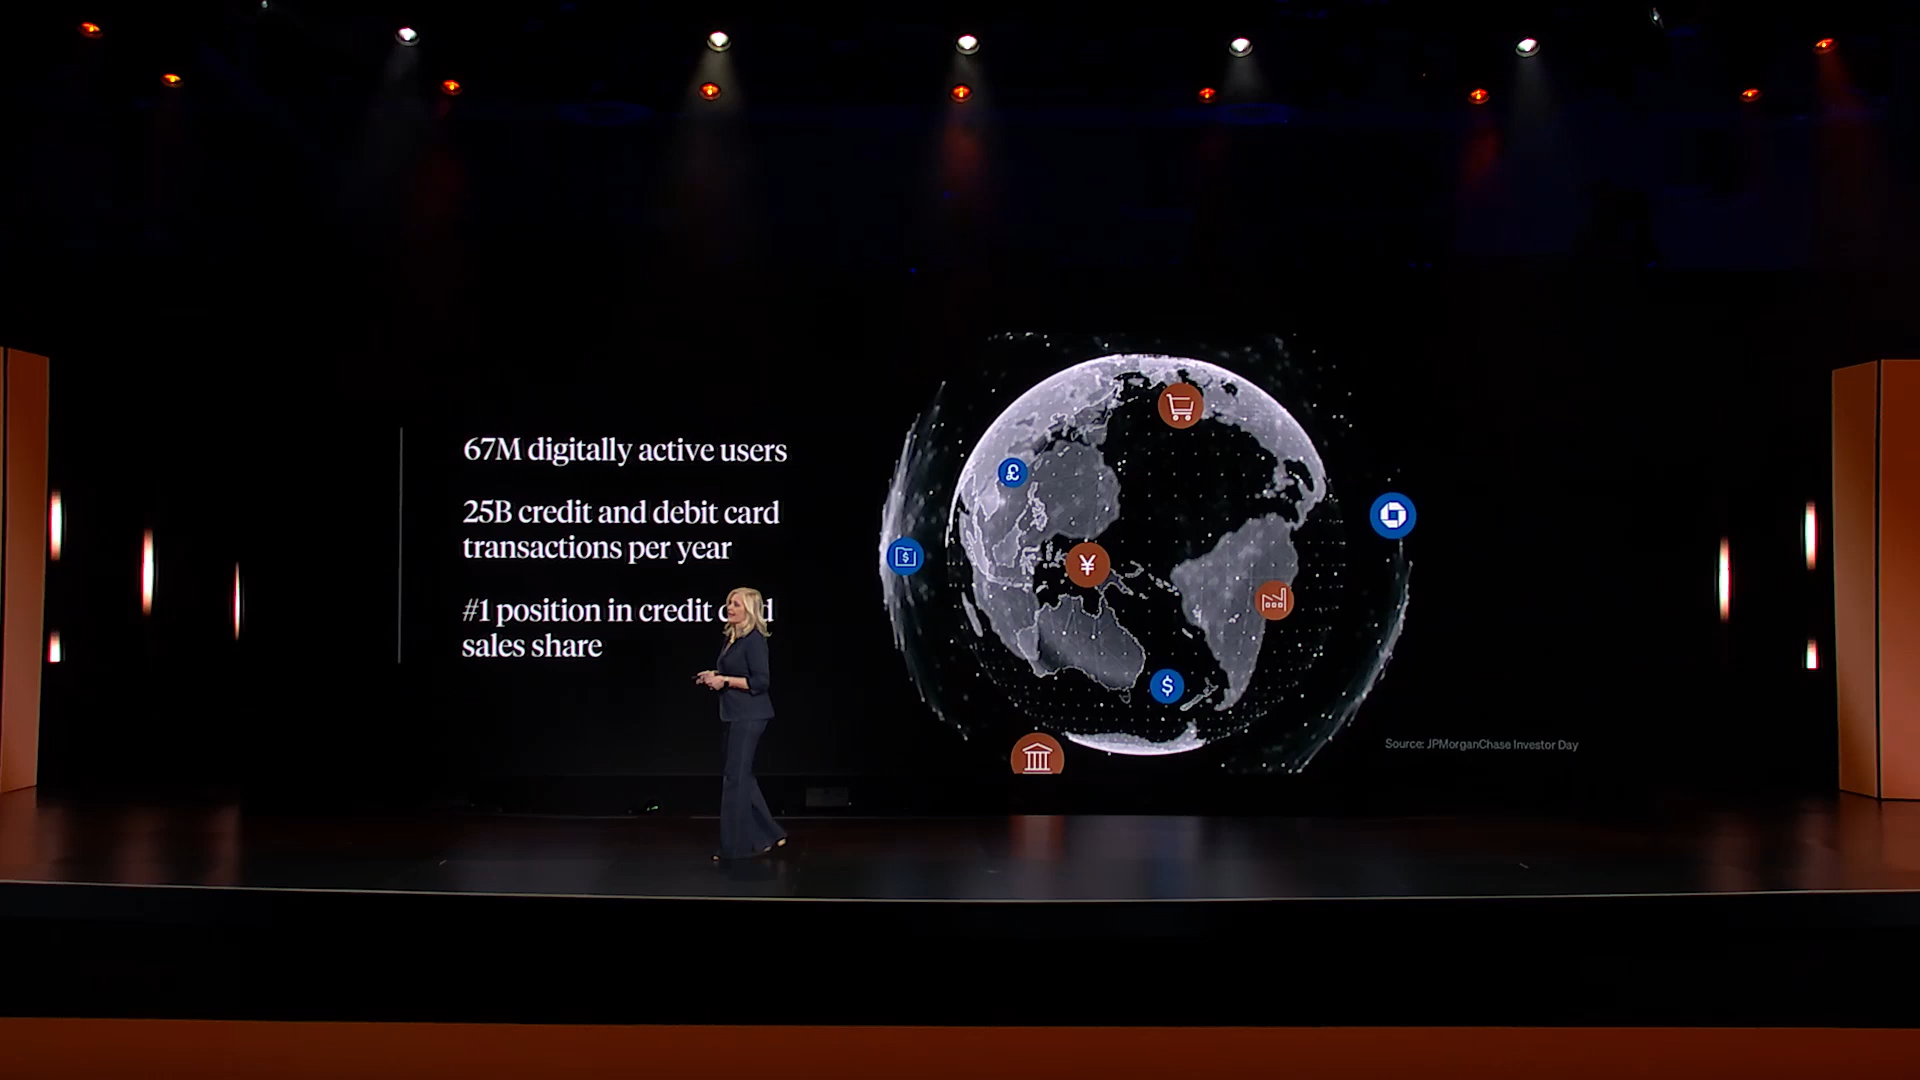 67M digitally active users
25B credit and debit card
transactions per year
#1 position in credit
sales share
£
$
¥
$
Source: JPMorganChase Investor Day